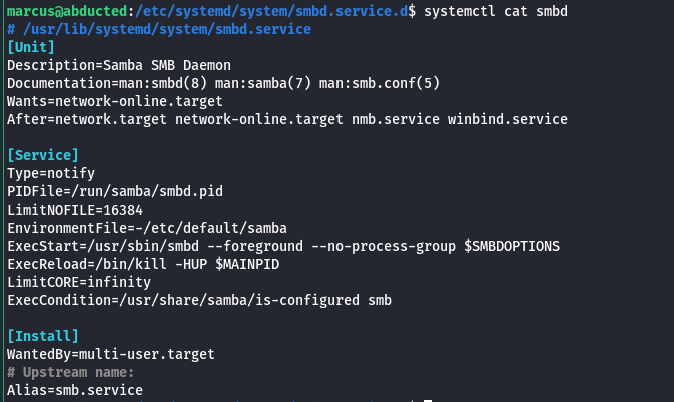 marcus@abducted:/etc/systemd/system/smbd.service.d$ systemctl cat smbd
# /usr/lib/systemd/system/smbd.service
[Unit]
Description=Samba SMB Daemon
Documentation=man:smbd(8) man:samba(7) man:smb.conf(5)
Wants=network-online.target
After=network.target network-online.target nmb.service winbind.service

[Service]
Type=notify
PIDFile=/run/samba/smbd.pid
LimitNOFILE=16384
EnvironmentFile=-/etc/default/samba
ExecStart=/usr/sbin/smbd --foreground --no-process-group $SMBDOPTIONS
ExecReload=/bin/kill -HUP $MAINPID
LimitCORE=infinity
ExecCondition=/usr/share/samba/is-configured smb

[Install]
WantedBy=multi-user.target
# Upstream name:
Alias=smb.service